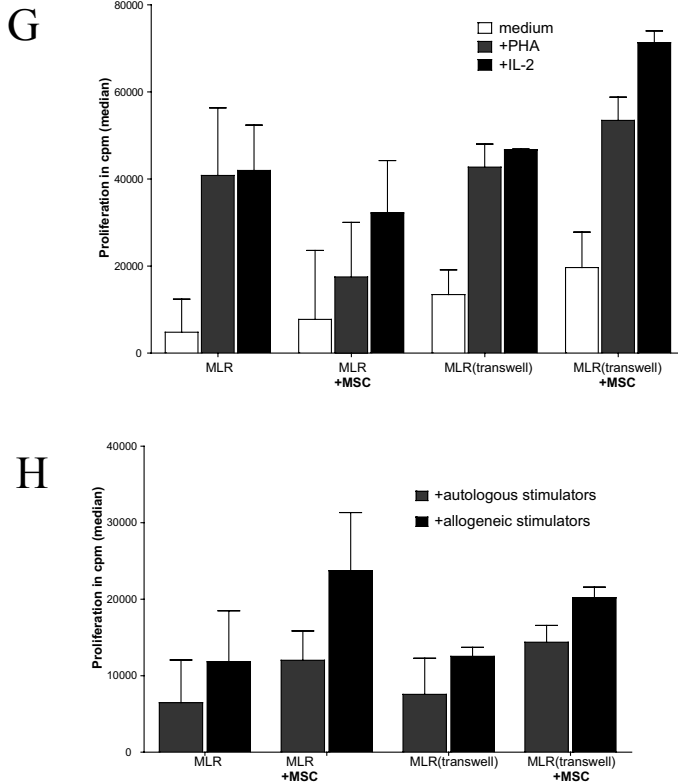 G
80000
60000
40000
20000
0
Proliferation in cpm (median)
medium
+PHA
+IL-2
MLR
MLR
+MSC
MLR(transwell)
MLR(transwell)
+MSC
H
40000
30000
20000
10000
0
Proliferation in cpm (median)
+autologous stimulators
+allogeneic stimulators
MLR
MLR
+MSC
MLR(transwell)
MLR(transwell)
+MSC